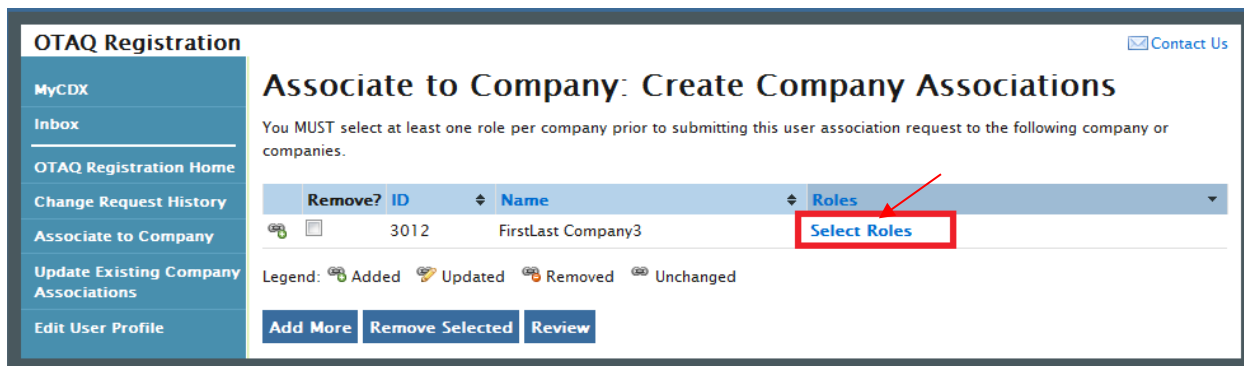 OTAQ Registration
Contact Us
MyCDX
Inbox
OTAQ Registration Home
Change Request History
Associate to Company
Update Existing Company
Associations
Edit User Profile
Associate to Company: Create Company Associations
You MUST select at least one role per company prior to submitting this user association request to the following company or
companies.
Remove? ID Name Roles
3012 FirstLast Company3 Select Roles
Legend: Added Updated Removed Unchanged
Add More Remove Selected Review